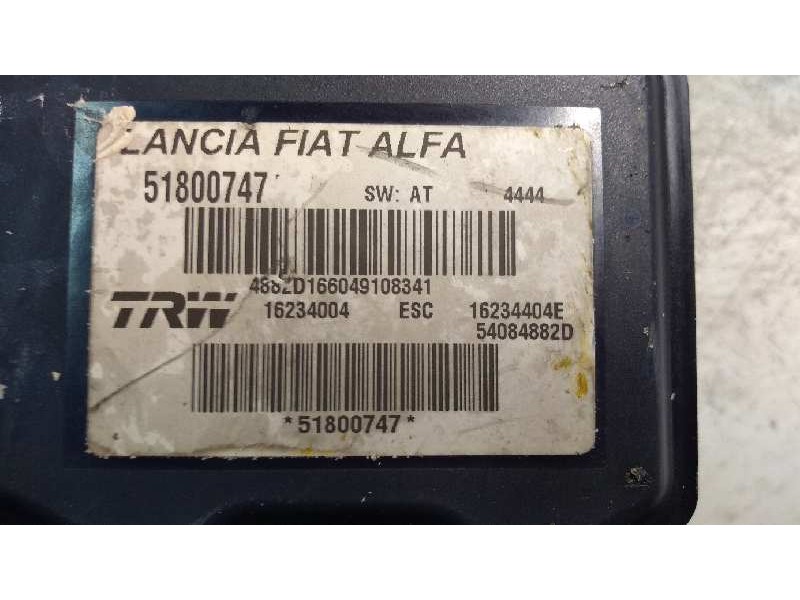 LANCIA FIAT ALFA
51800747 SW: AT 4444
4882D166049108341
TRW 16234004 ESC 16234404E
54084882D
*51800747*